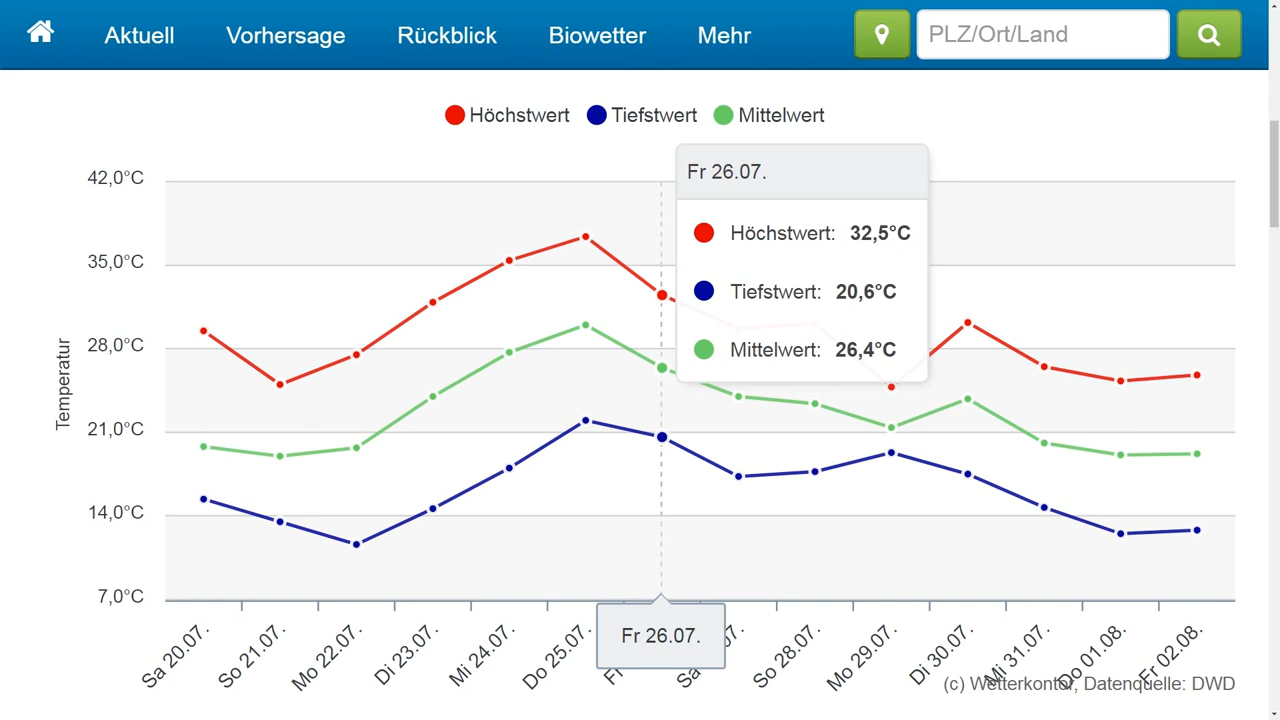 Aktuell Vorhersage Rückblick Biowetter Mehr PLZ/Ort/Land
Höchstwert Tiefstwert Mittelwert
Fr 26.07.
Höchstwert: 32,5°C
Tiefstwert: 20,6°C
Mittelwert: 26,4°C
42,0°C
35,0°C
28,0°C
21,0°C
14,0°C
7,0°C
Temperatur
Fr 26.07.
Sa 20.07. So 21.07. Mo 22.07. Di 23.07. Mi 24.07. Do 25.07. So 28.07. Mo 29.07. Di 30.07. Mi 31.07. Do 01.08. Fr 02.08.
(c) Wetterkontor, Datenquelle: DWD